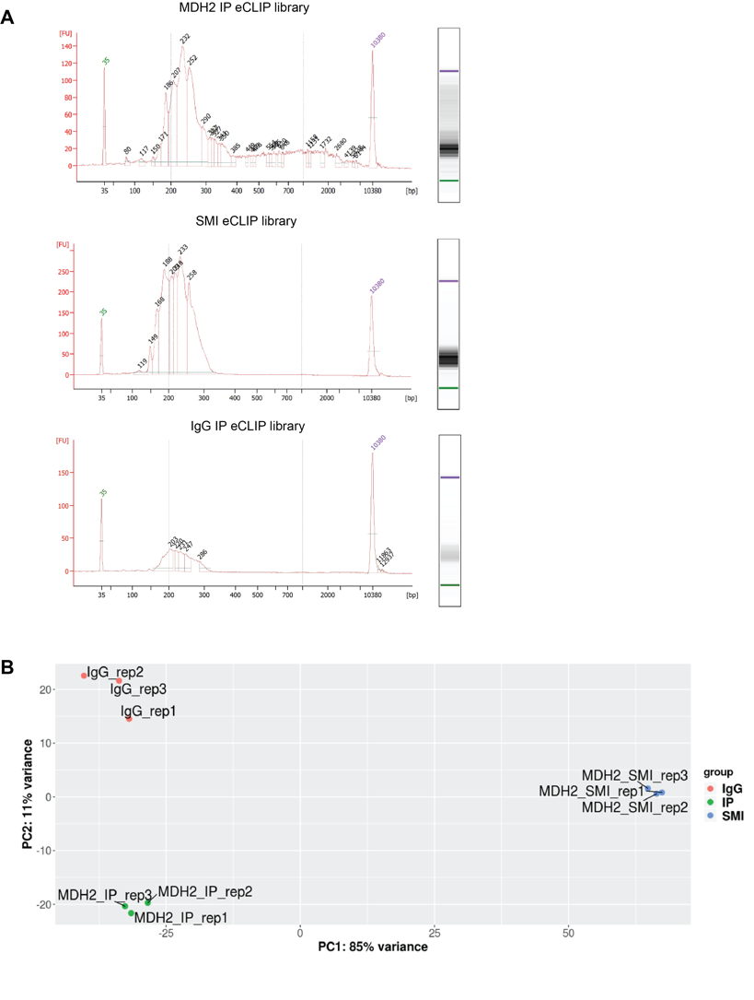 A
MDH2 IP eCLIP library
[FU]
140
120
100
80
60
40
20
0
35
80
117
150
171
186
207
232
252
290
385
1732
2680
10380
35 100 200 300 400 500 700 2000 10380 [bp]
SMI eCLIP library
[FU]
250
200
150
100
50
0
35
119
149
168
188
233
258
10380
35 100 200 300 400 500 700 2000 10380 [bp]
IgG IP eCLIP library
[FU]
150
100
50
0
35
203
247
286
10380
11863
12937
35 100 200 300 400 500 700 2000 10380 [bp]
B
PC2: 11% variance
20
10
0
-10
-20
IgG_rep2
IgG_rep3
IgG_rep1
MDH2_SMI_rep3
MDH2_SMI_rep1
MDH2_SMI_rep2
MDH2_IP_rep3
MDH2_IP_rep2
MDH2_IP_rep1
-25 0 25 50
PC1: 85% variance
group
IgG
IP
SMI